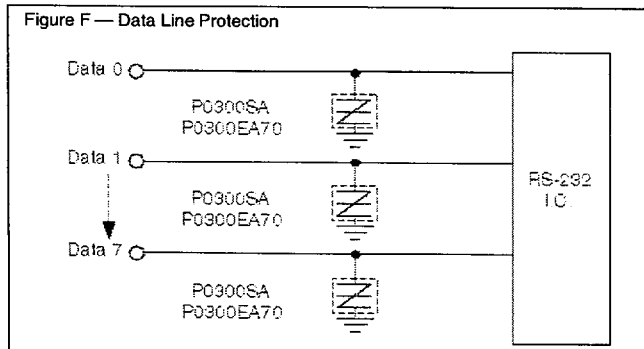 Figure F — Data Line Protection
Data 0
P0300SA
P0300EA70
Data 1
P0300SA
P0300EA70
RS-232
I.C.
Data 7
P0300SA
P0300EA70